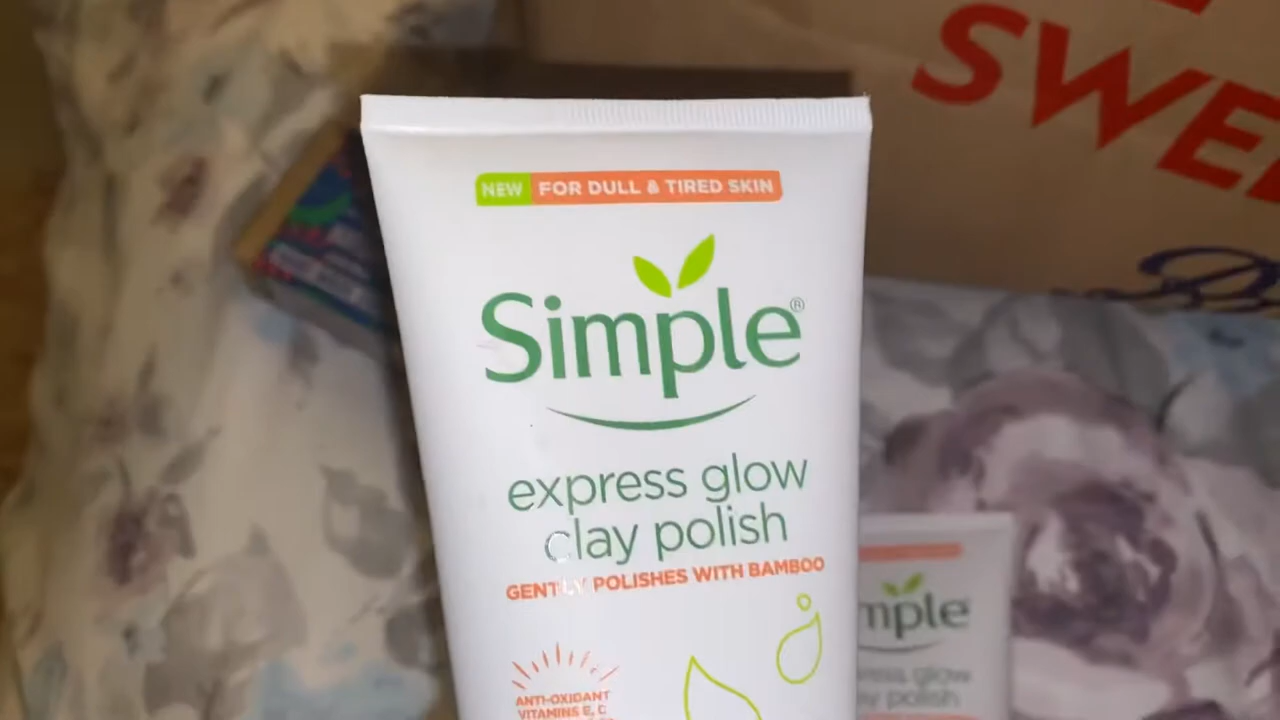 SWE
NEW FOR DULL & TIRED SKIN
Simple®
express glow
clay polish
GENTLY POLISHES WITH BAMBOO
ANTI-OXIDANT
VITAMINS E, C
mple
glow
polish